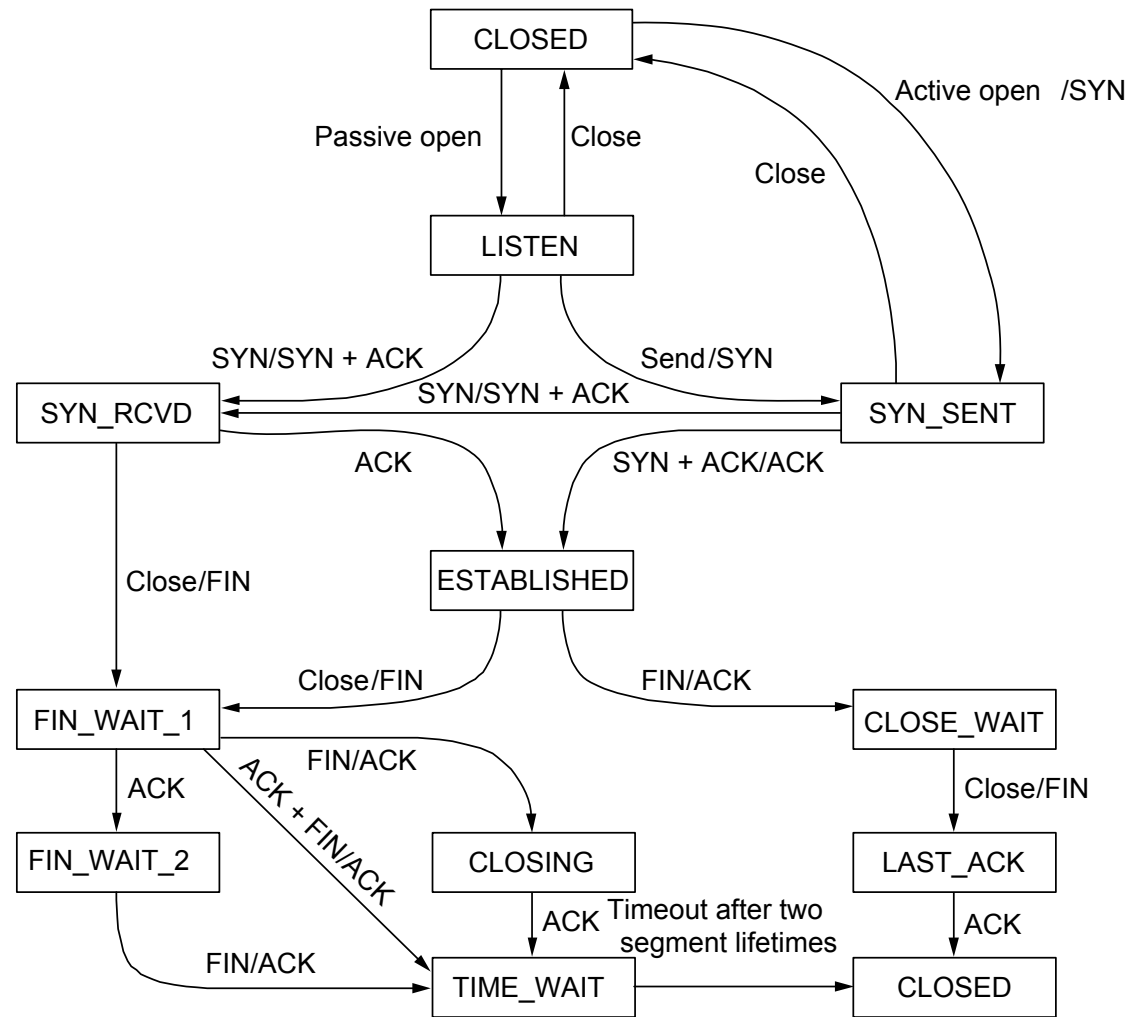 CLOSED
Active open /SYN
Passive open
Close
Close
LISTEN
SYN/SYN + ACK
Send/SYN
SYN/SYN + ACK
SYN_RCVD
SYN_SENT
ACK
SYN + ACK/ACK
Close/FIN
ESTABLISHED
Close/FIN
FIN/ACK
FIN_WAIT_1
CLOSE_WAIT
FIN/ACK
ACK
ACK + FIN/ACK
Close/FIN
FIN_WAIT_2
CLOSING
LAST_ACK
ACK
Timeout after two
segment lifetimes
ACK
FIN/ACK
TIME_WAIT
CLOSED